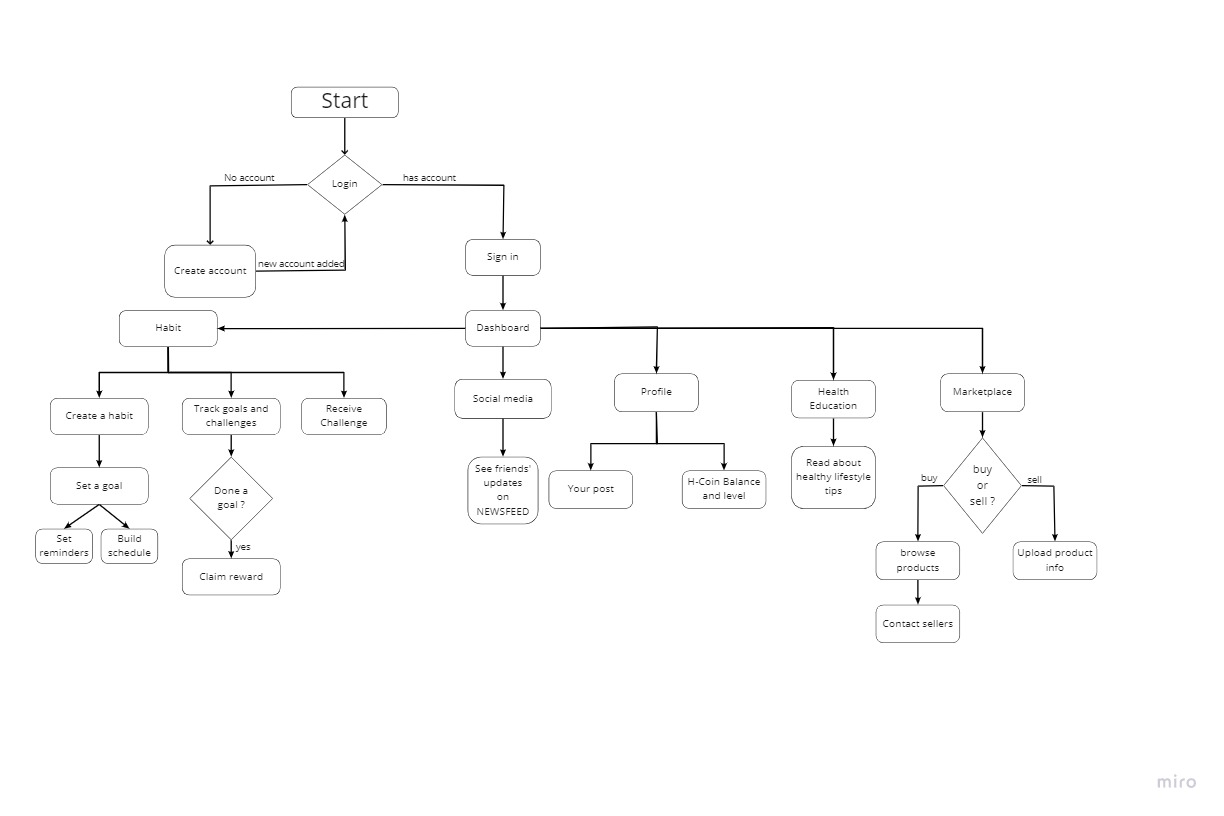 Start
Login
No account
has account
Create account
new account added
Sign in
Dashboard
Habit
Create a habit
Set a goal
Set
reminders
Build
schedule
Track goals and
challenges
Done a
goal ?
yes
Claim reward
Receive
Challenge
Social media
See friends'
updates
on
NEWSFEED
Profile
Your post
H-Coin Balance
and level
Health
Education
Read about
healthy lifestyle
tips
Marketplace
buy
or
sell ?
buy
sell
browse
products
Contact sellers
Upload product
info
miro